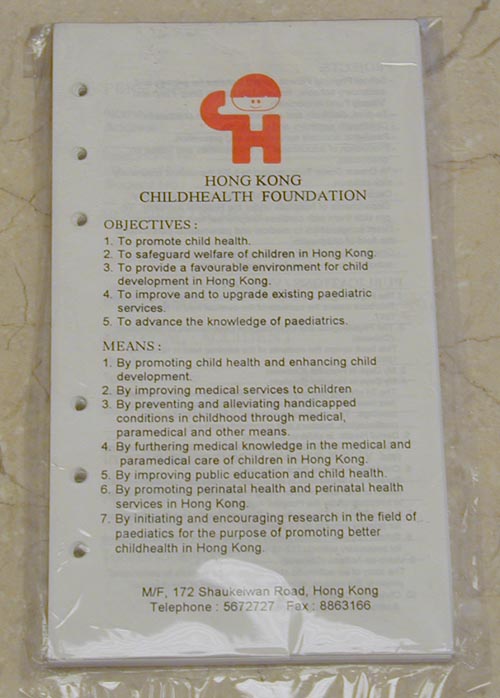 CH
HONG KONG
CHILDHEALTH FOUNDATION
OBJECTIVES :
1. To promote child health.
2. To safeguard welfare of children in Hong Kong.
3. To provide a favourable environment for child
development in Hong Kong.
4. To improve and to upgrade existing paediatric
services.
5. To advance the knowledge of paediatrics.
MEANS :
1. By promoting child health and enhancing child
development.
2. By improving medical services to children
3. By preventing and alleviating handicapped
conditions in childhood through medical,
paramedical and other means.
4. By furthering medical knowledge in the medical and
paramedical care of children in Hong Kong.
5. By improving public education and child health.
6. By promoting perinatal health and perinatal health
services in Hong Kong.
7. By initiating and encouraging research in the field of
paediatics for the purpose of promoting better
childhealth in Hong Kong.
M/F, 172 Shaukeiwan Road, Hong Kong
Telephone : 5672727 Fax : 8863166